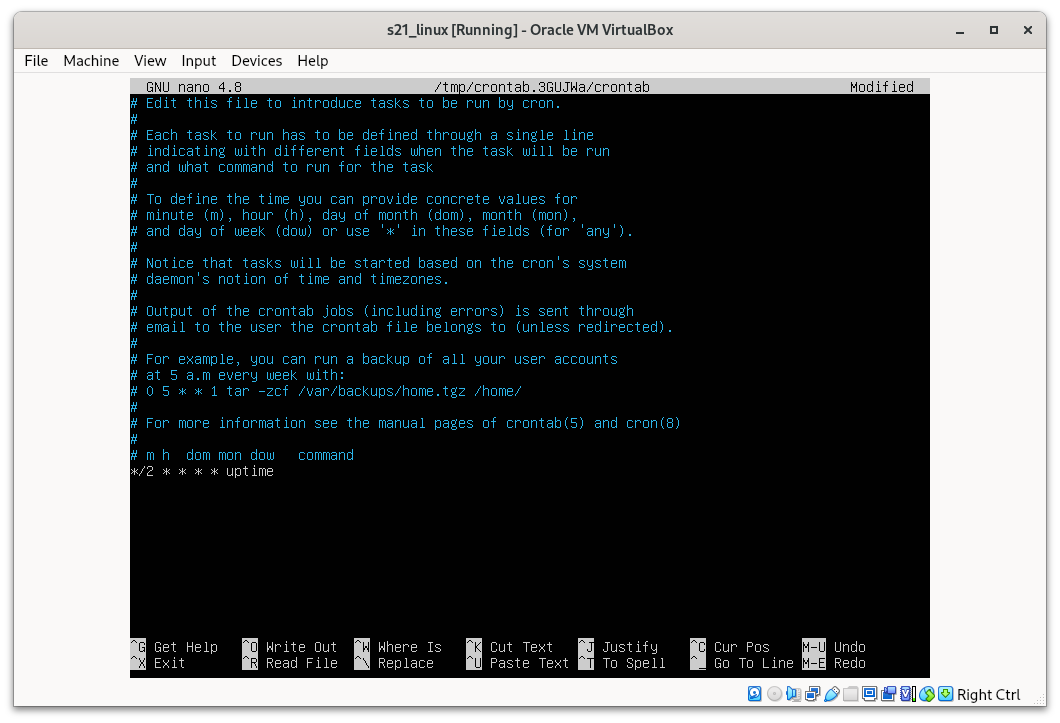 s21_linux [Running] - Oracle VM VirtualBox
File Machine View Input Devices Help
GNU nano 4.8 /tmp/crontab.3GUJWa/crontab Modified
# Edit this file to introduce tasks to be run by cron.
#
# Each task to run has to be defined through a single line
# indicating with different fields when the task will be run
# and what command to run for the task
#
# To define the time you can provide concrete values for
# minute (m), hour (h), day of month (dom), month (mon),
# and day of week (dow) or use '*' in these fields (for 'any').
#
# Notice that tasks will be started based on the cron's system
# daemon's notion of time and timezones.
#
# Output of the crontab jobs (including errors) is sent through
# email to the user the crontab file belongs to (unless redirected).
#
# For example, you can run a backup of all your user accounts
# at 5 a.m every week with:
# 0 5 * * 1 tar -zcf /var/backups/home.tgz /home/
#
# For more information see the manual pages of crontab(5) and cron(8)
#
# m h  dom mon dow   command
*/2 * * * * uptime
^G Get Help ^O Write Out ^W Where Is ^K Cut Text ^J Justify ^C Cur Pos M-U Undo
^X Exit ^R Read File ^\ Replace ^U Paste Text ^T To Spell ^_ Go To Line M-E Redo
Right Ctrl